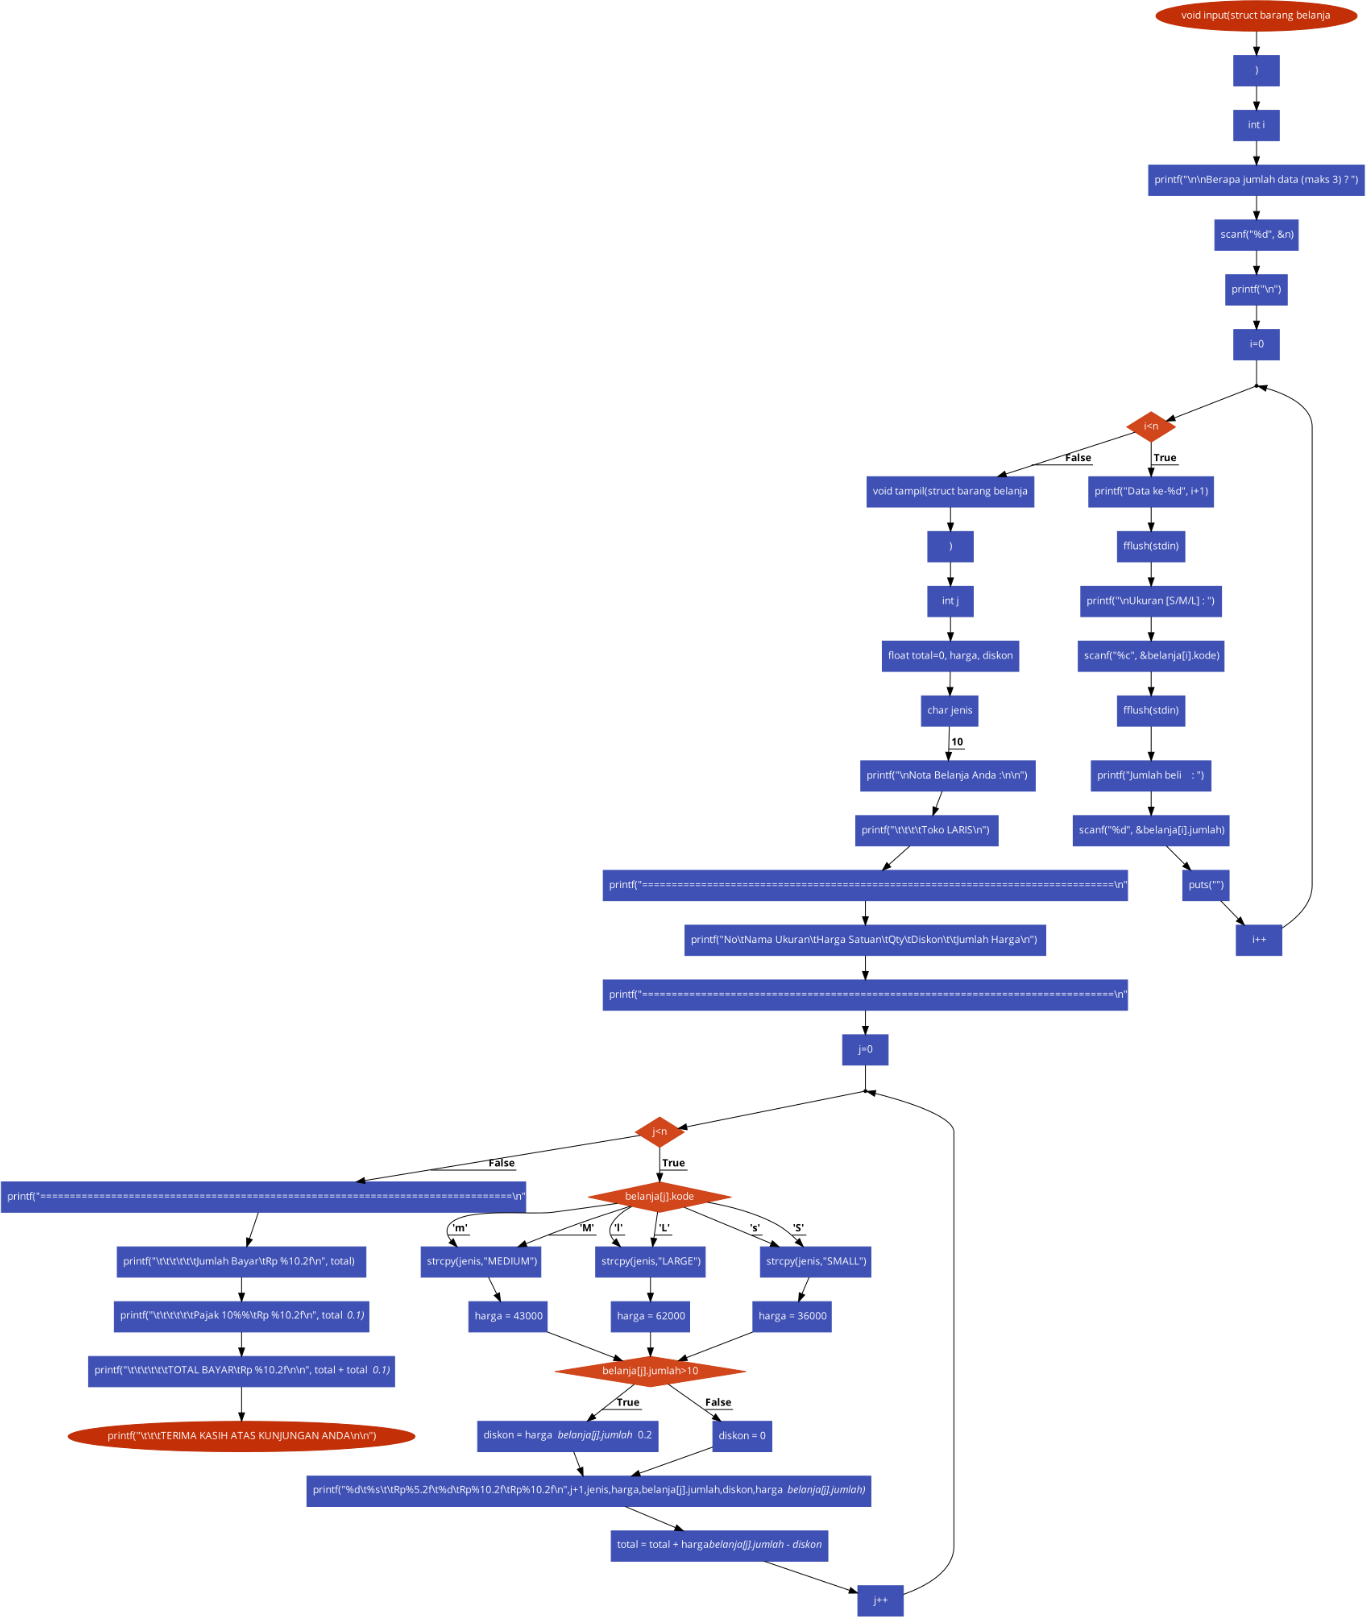 void input(struct barang belanja
)
int i
printf("\n\nBerapa jumlah data (maks 3) ? ")
scanf("%d", &n)
printf("\n")
i=0
i<n
False
True
void tampil(struct barang belanja
)
int j
float total=0, harga, diskon
char jenis
10
printf("\nNota Belanja Anda :\n\n")
printf("\t\t\t\tToko LARIS\n")
printf("================================================================================\n"
printf("No\tNama Ukuran\tHarga Satuan\tQty\tDiskon\t\tJumlah Harga\n")
printf("================================================================================\n"
j=0
printf("Data ke-%d", i+1)
fflush(stdin)
printf("\nUkuran [S/M/L] : ")
scanf("%c", &belanja[i].kode)
fflush(stdin)
printf("Jumlah beli    : ")
scanf("%d", &belanja[i].jumlah)
puts("")
i++
j<n
False
True
printf("================================================================================\n"
printf("\t\t\t\t\t\tJumlah Bayar\tRp %10.2f\n", total)
printf("\t\t\t\t\t\tPajak 10%%\tRp %10.2f\n", total 0.1)
printf("\t\t\t\t\t\tTOTAL BAYAR\tRp %10.2f\n\n", total + total 0.1)
printf("\t\t\tTERIMA KASIH ATAS KUNJUNGAN ANDA\n\n")
belanja[j].kode
'm'
'M'
'l'
'L'
's'
'S'
strcpy(jenis,"MEDIUM")
strcpy(jenis,"LARGE")
strcpy(jenis,"SMALL")
harga = 43000
harga = 62000
harga = 36000
belanja[j].jumlah>10
True
False
diskon = harga belanja[j].jumlah 0.2
diskon = 0
printf("%d\t%s\t\tRp%5.2f\t%d\tRp%10.2f\tRp%10.2f\n",j+1,jenis,harga,belanja[j].jumlah,diskon,harga belanja[j].jumlah)
total = total + hargabelanja[j].jumlah - diskon
j++